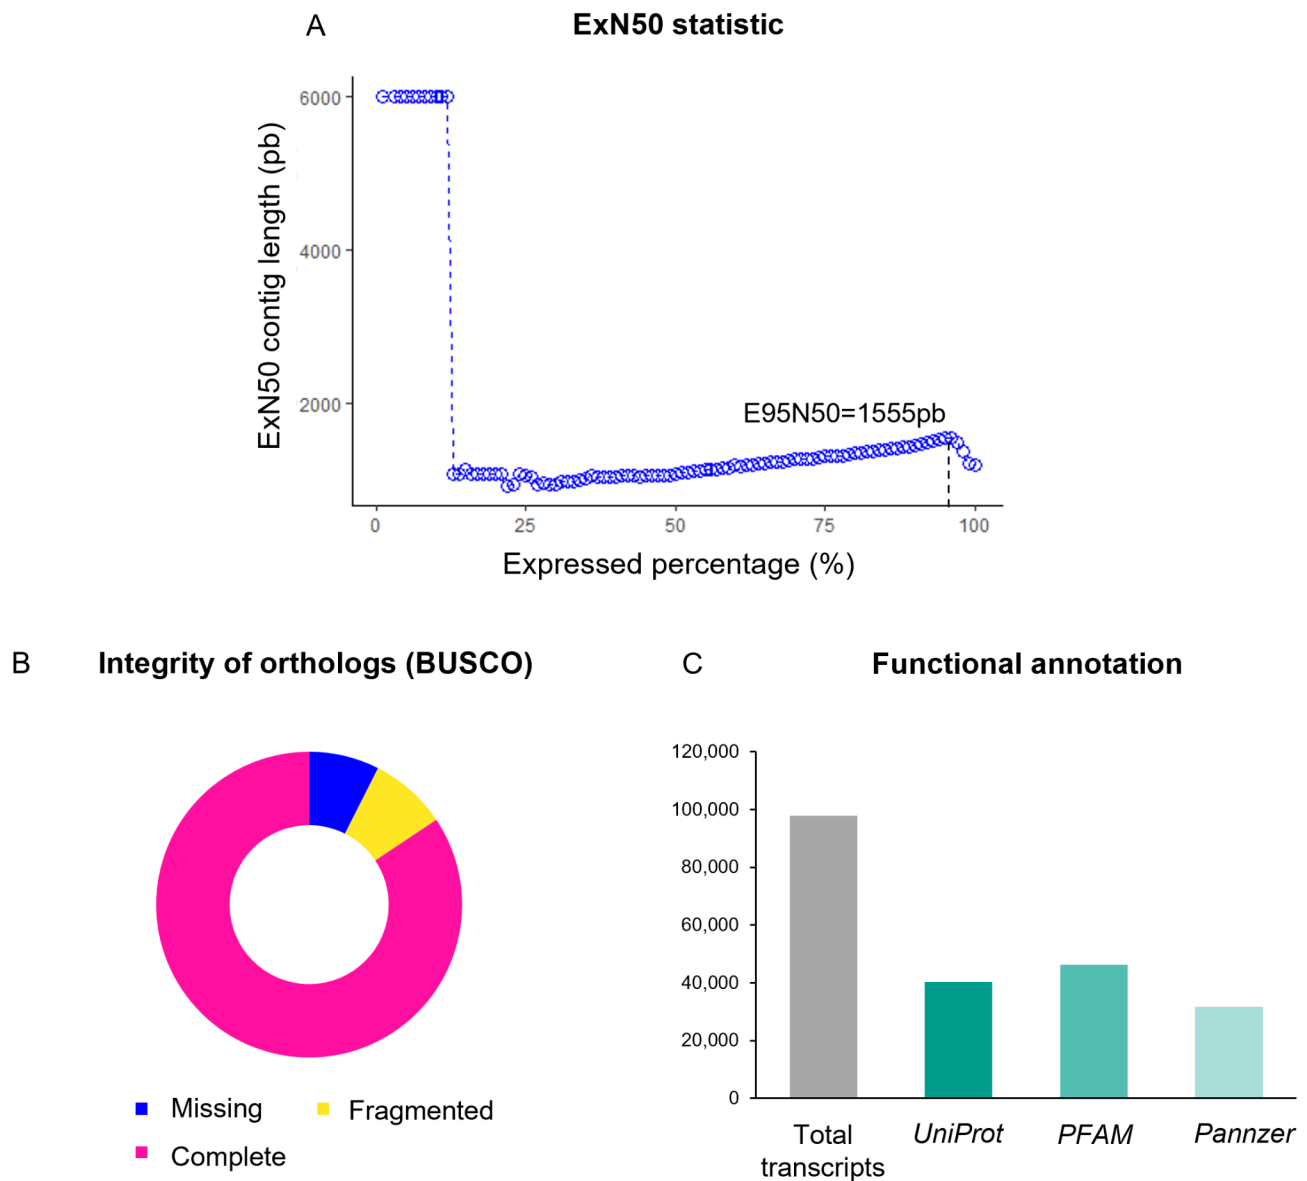 A
ExN50 statistic
ExN50 contig length (pb)
6000
4000
2000
E95N50=1555pb
0
25
50
75
100
Expressed percentage (%)
B
Integrity of orthologs (BUSCO)
Missing
Fragmented
Complete
C
Functional annotation
120,000
100,000
80,000
60,000
40,000
20,000
0
Total
transcripts
UniProt
PFAM
Pannzer